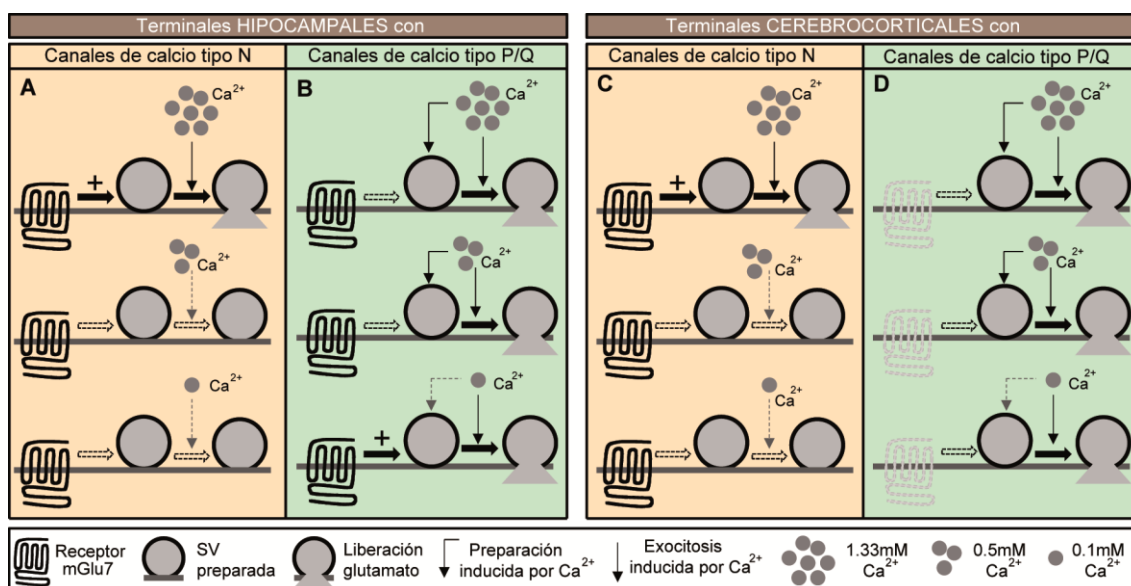 Terminales HIPOCAMPALES con
Terminales CEREBROCORTICALES con
Canales de calcio tipo N
Canales de calcio tipo P/Q
Canales de calcio tipo N
Canales de calcio tipo P/Q
A
Ca2+
+
Ca2+
Ca2+
B
Ca2+
Ca2+
Ca2+
+
C
Ca2+
+
Ca2+
Ca2+
D
Ca2+
Ca2+
Ca2+
Receptor
mGlu7
SV
preparada
Liberación
glutamato
Preparación
inducida por Ca2+
Exocitosis
inducida por Ca2+
1.33mM
Ca2+
0.5mM
Ca2+
0.1mM
Ca2+